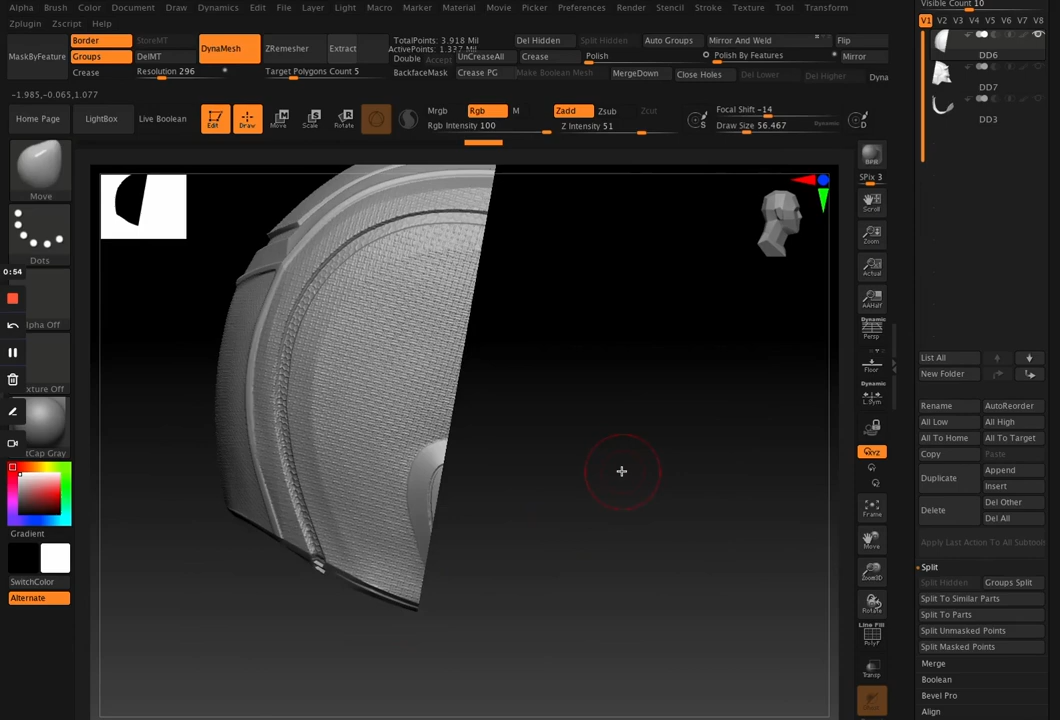 Alpha Brush Color Document Draw Dynamics Edit File Layer Light Macro Marker Material Movie Picker Preferences Render Stencil Stroke Texture Tool Transform
Zplugin Zscript Help
Visible Count 10
V1 V2 V3 V4 V5 V6 V7 V8
MaskByFeature
Border
Groups
Crease
StoreMT
DelMT
Resolution 296
DynaMesh
ZRemesher
Extract
Target Polygons Count 5
TotalPoints: 3.918 Mil
ActivePoints: 1.337 Mil
Double
Accept
BackfaceMask
UnCreaseAll
Crease PG
Del Hidden
Crease
Make Boolean Mesh
Split Hidden
Polish
MergeDown
Auto Groups
Close Holes
Mirror And Weld
Polish By Features
Del Lower
Del Higher
Flip
Mirror
Dyna
-1.985,-0.065,1.077
Home Page
LightBox
Live Boolean
Edit
Draw
Move
Scale
Rotate
Mrgb
Rgb
M
Rgb Intensity 100
Zadd
Zsub
Zcut
Z Intensity 51
S
Focal Shift -14
Draw Size 56.467
Dynamic
D
Move
Dots
0:54
lpha Off
xture Off
tCap Gray
Gradient
SwitchColor
Alternate
BPR
SPix 3
Scroll
Zoom
Actual
AAHalf
Dynamic
Persp
Floor
Dynamic
L.Sym
XYZ
Frame
Move
Zoom3D
Rotate
Line Fill
PolyF
Transp
DD6
DD7
DD3
List All
New Folder
Rename
AutoReorder
All Low
All High
All To Home
All To Target
Copy
Paste
Duplicate
Append
Insert
Delete
Del Other
Del All
Apply Last Action To All Subtools
Split
Split Hidden
Groups Split
Split To Similar Parts
Split To Parts
Split Unmasked Points
Split Masked Points
Merge
Boolean
Bevel Pro
Align